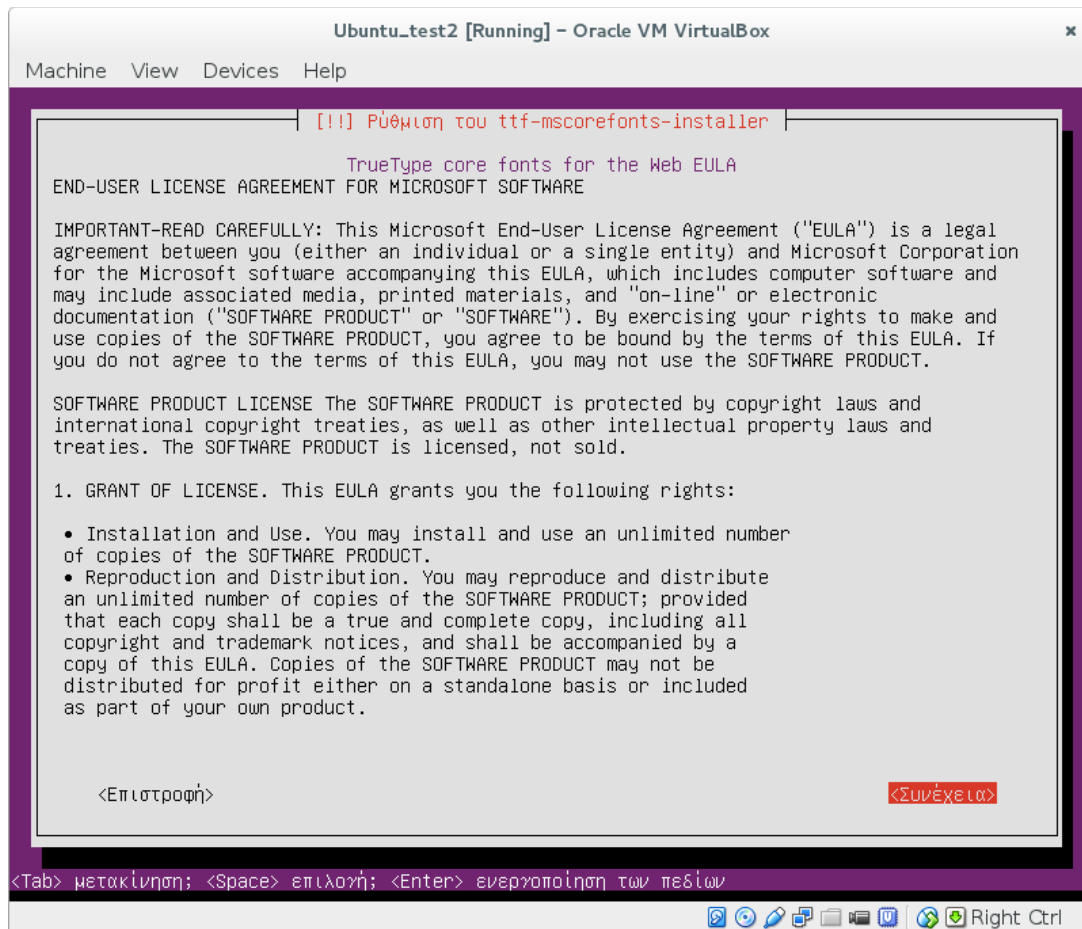 Ubuntu_test2 [Running] – Oracle VM VirtualBox
Machine View Devices Help
[!!] Ρύθμιση του ttf-mscorefonts-installer
TrueType core fonts for the Web EULA
END-USER LICENSE AGREEMENT FOR MICROSOFT SOFTWARE
IMPORTANT-READ CAREFULLY: This Microsoft End-User License Agreement ("EULA") is a legal
agreement between you (either an individual or a single entity) and Microsoft Corporation
for the Microsoft software accompanying this EULA, which includes computer software and
may include associated media, printed materials, and "on-line" or electronic
documentation ("SOFTWARE PRODUCT" or "SOFTWARE"). By exercising your rights to make and
use copies of the SOFTWARE PRODUCT, you agree to be bound by the terms of this EULA. If
you do not agree to the terms of this EULA, you may not use the SOFTWARE PRODUCT.
SOFTWARE PRODUCT LICENSE The SOFTWARE PRODUCT is protected by copyright laws and
international copyright treaties, as well as other intellectual property laws and
treaties. The SOFTWARE PRODUCT is licensed, not sold.
1. GRANT OF LICENSE. This EULA grants you the following rights:
• Installation and Use. You may install and use an unlimited number
of copies of the SOFTWARE PRODUCT.
• Reproduction and Distribution. You may reproduce and distribute
an unlimited number of copies of the SOFTWARE PRODUCT; provided
that each copy shall be a true and complete copy, including all
copyright and trademark notices, and shall be accompanied by a
copy of this EULA. Copies of the SOFTWARE PRODUCT may not be
distributed for profit either on a standalone basis or included
as part of your own product.
<Επιστροφή> <Συνέχεια>
<Tab> μετακίνηση; <Space> επιλογή; <Enter> ενεργοποίηση των πεδίων
Right Ctrl